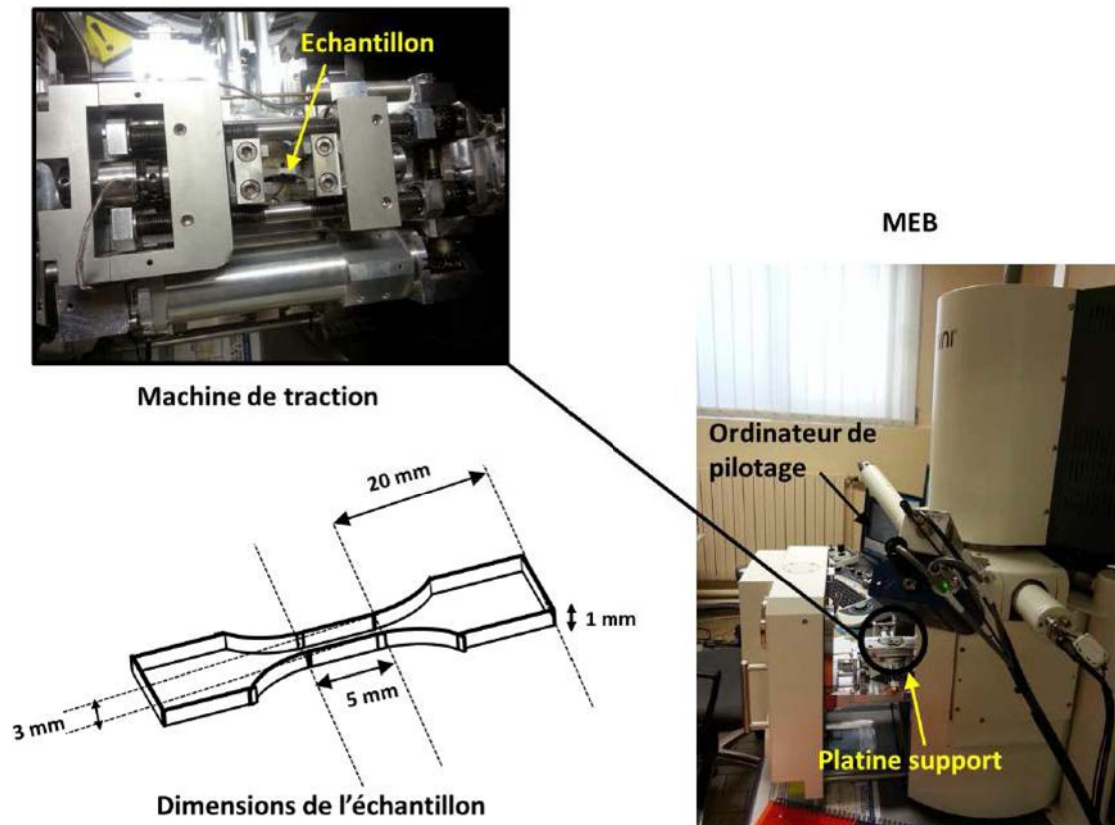 Echantillon
MEB
Machine de traction
Ordinateur de
pilotage
20 mm
1 mm
5 mm
3 mm
Platine support
Dimensions de l'échantillon